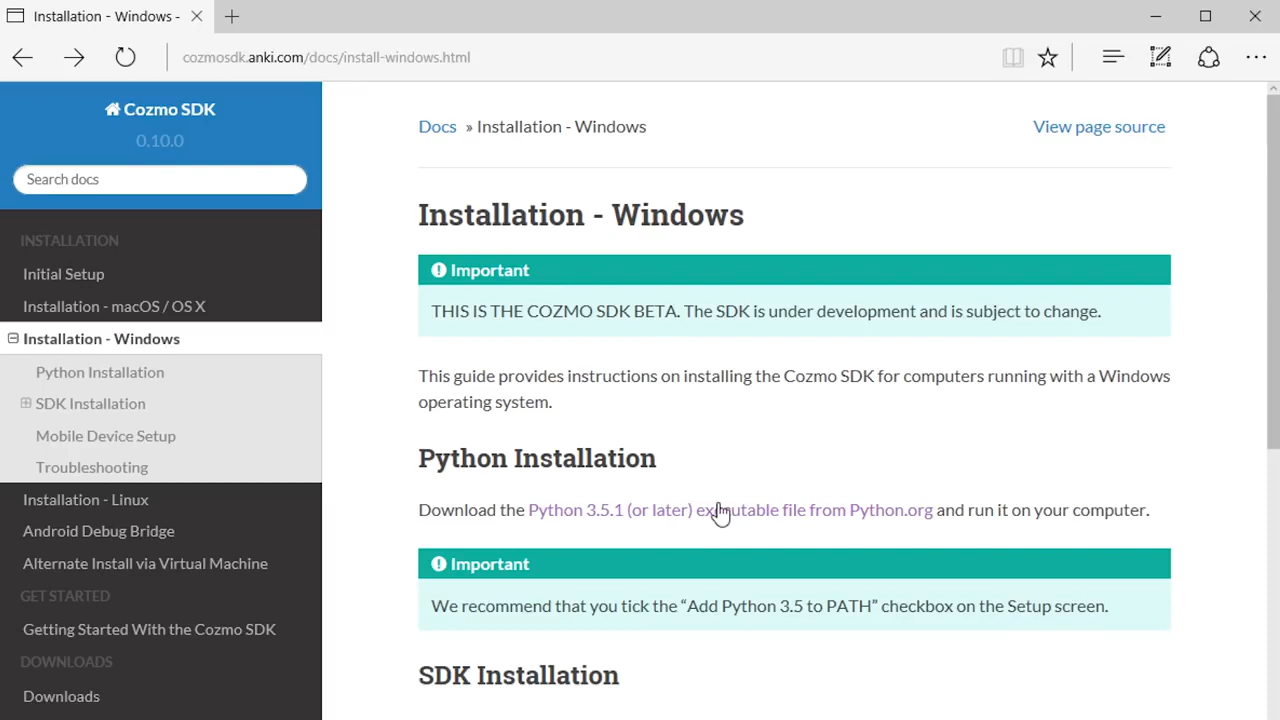 Installation - Windows -
cozmosdk.anki.com/docs/install-windows.html
Cozmo SDK
0.10.0
Search docs
INSTALLATION
Initial Setup
Installation - macOS / OS X
Installation - Windows
Python Installation
SDK Installation
Mobile Device Setup
Troubleshooting
Installation - Linux
Android Debug Bridge
Alternate Install via Virtual Machine
GET STARTED
Getting Started With the Cozmo SDK
DOWNLOADS
Downloads
Docs » Installation - Windows
View page source
Installation - Windows
Important
THIS IS THE COZMO SDK BETA. The SDK is under development and is subject to change.
This guide provides instructions on installing the Cozmo SDK for computers running with a Windows
operating system.
Python Installation
Download the Python 3.5.1 (or later) executable file from Python.org and run it on your computer.
Important
We recommend that you tick the “Add Python 3.5 to PATH” checkbox on the Setup screen.
SDK Installation